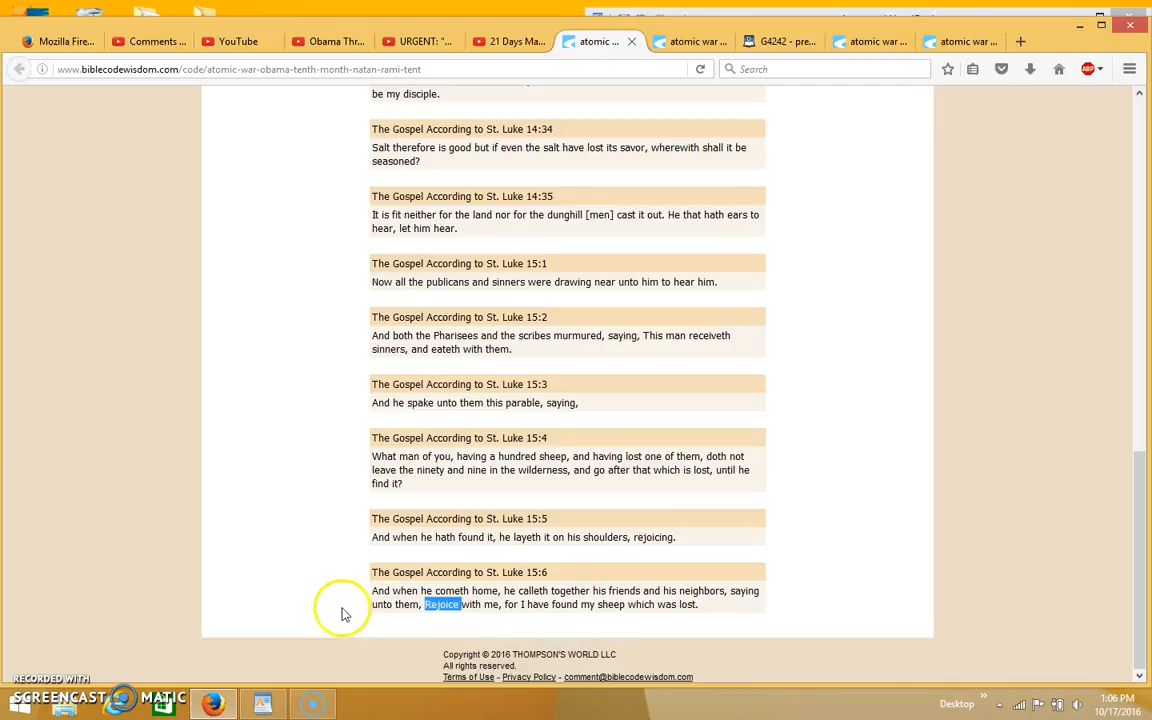 Mozilla Fire...
Comments ...
YouTube
Obama Thr...
URGENT: "...
21 Days Ma...
atomic ...
atomic war ...
G4242 - pre...
atomic war ...
atomic war ...
www.biblecodewisdom.com/code/atomic-war-obama-tenth-month-natan-rami-tent
Search
ABP
be my disciple.
The Gospel According to St. Luke 14:34
Salt therefore is good but if even the salt have lost its savor, wherewith shall it be
seasoned?
The Gospel According to St. Luke 14:35
It is fit neither for the land nor for the dunghill [men] cast it out. He that hath ears to
hear, let him hear.
The Gospel According to St. Luke 15:1
Now all the publicans and sinners were drawing near unto him to hear him.
The Gospel According to St. Luke 15:2
And both the Pharisees and the scribes murmured, saying, This man receiveth
sinners, and eateth with them.
The Gospel According to St. Luke 15:3
And he spake unto them this parable, saying,
The Gospel According to St. Luke 15:4
What man of you, having a hundred sheep, and having lost one of them, doth not
leave the ninety and nine in the wilderness, and go after that which is lost, until he
find it?
The Gospel According to St. Luke 15:5
And when he hath found it, he layeth it on his shoulders, rejoicing.
The Gospel According to St. Luke 15:6
And when he cometh home, he calleth together his friends and his neighbors, saying
unto them, Rejoice with me, for I have found my sheep which was lost.
Copyright © 2016 THOMPSON'S WORLD LLC
All rights reserved.
Terms of Use - Privacy Policy - comment@biblecodewisdom.com
RECORDED WITH
SCREENCAST MATIC
Desktop
1:06 PM
10/17/2016